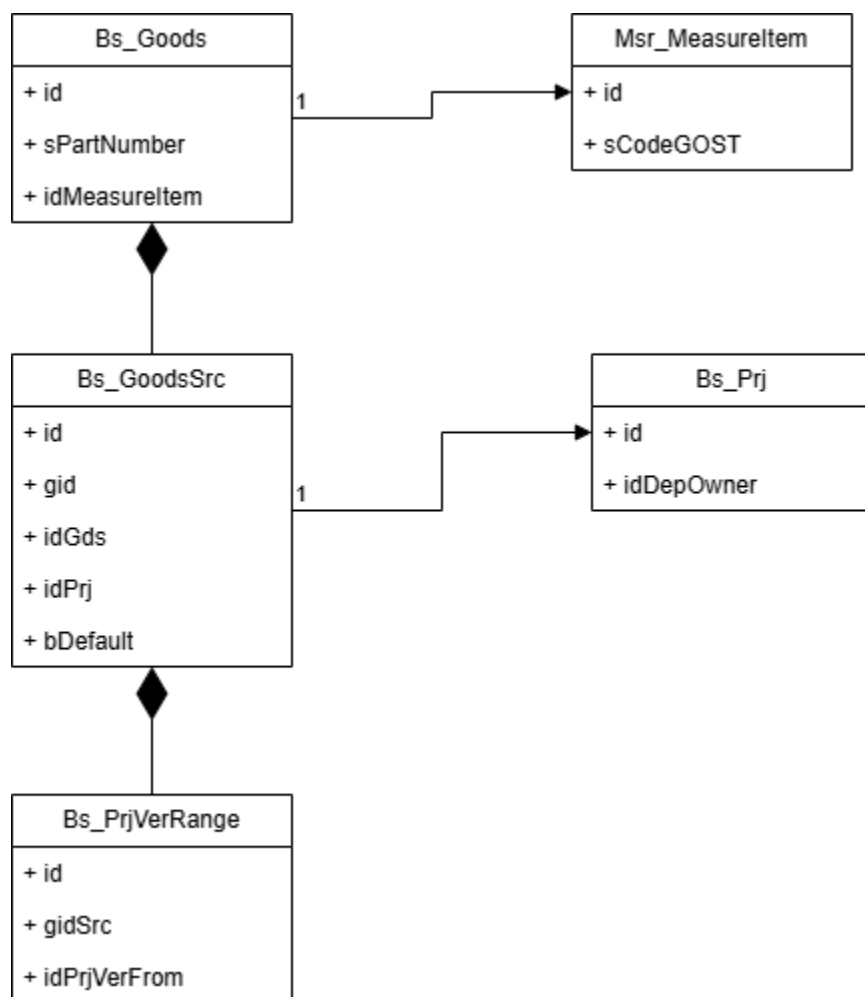 Bs_Goods
+ id
+ sPartNumber
+ idMeasureItem
1
Msr_MeasureItem
+ id
+ sCodeGOST
Bs_GoodsSrc
+ id
+ gid
+ idGds
+ idPrj
+ bDefault
1
Bs_Prj
+ id
+ idDepOwner
Bs_PrjVerRange
+ id
+ gidSrc
+ idPrjVerFrom